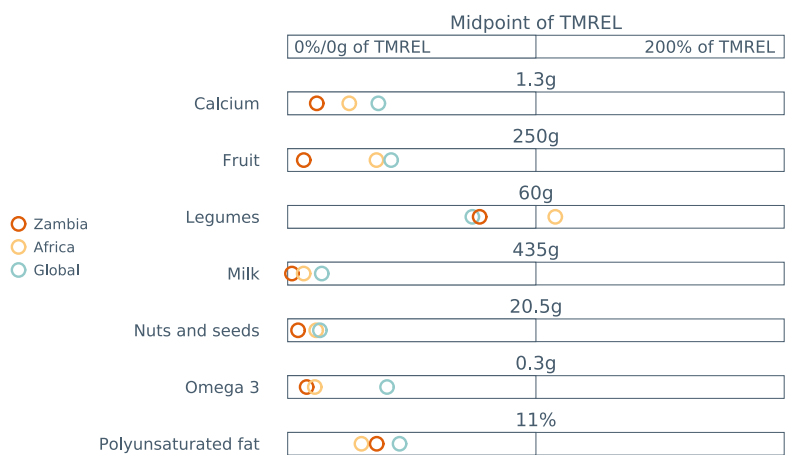 Midpoint of TMREL
0%/0g of TMREL 200% of TMREL
1.3g
Calcium
250g
Fruit
60g
Legumes
435g
Milk
20.5g
Nuts and seeds
0.3g
Omega 3
11%
Polyunsaturated fat
Zambia
Africa
Global